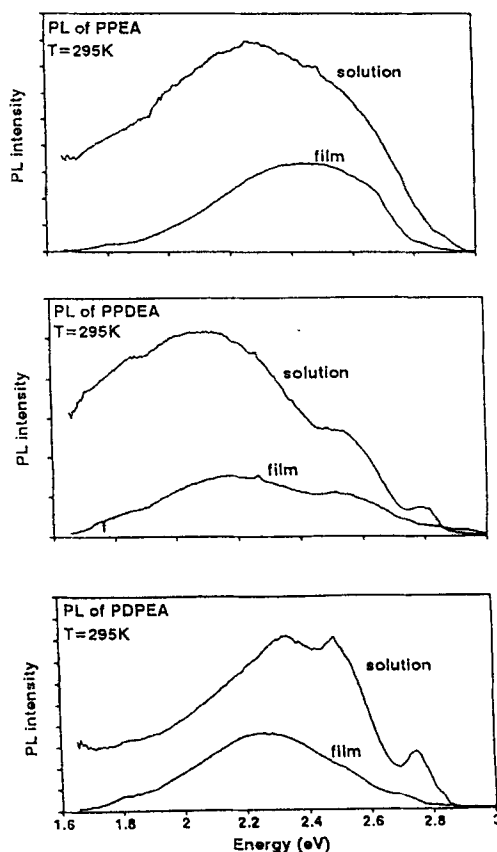 PL of PPEA
T=295K
solution
film
PL intensity
PL of PPDEA
T=295K
solution
film
PL intensity
PL of PDPEA
T=295K
solution
film
PL intensity
1.6 1.8 2 2.2 2.4 2.6 2.8 3
Energy (eV)